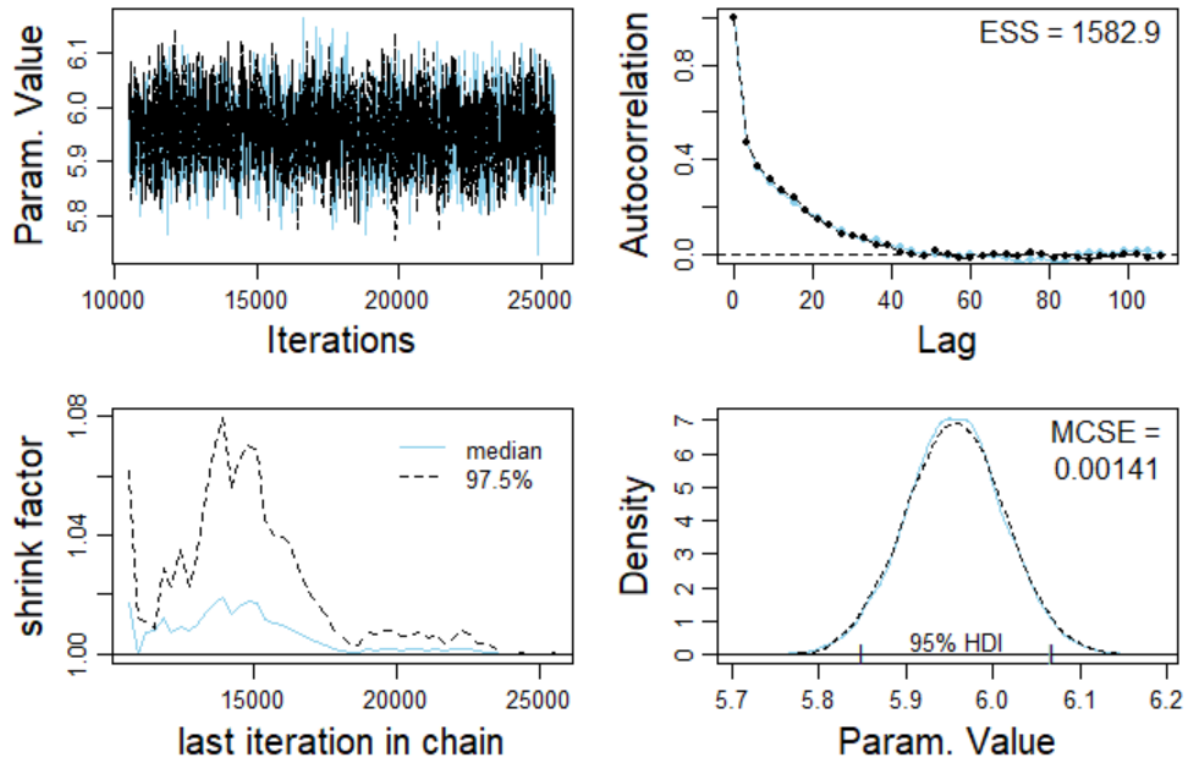 Param. Value
6.1
6.0
5.9
5.8
10000 15000 20000 25000
Iterations
Autocorrelation
0.8
0.4
0.0
ESS = 1582.9
0 20 40 60 80 100
Lag
shrink factor
1.08
1.04
1.00
median
97.5%
15000 20000 25000
last iteration in chain
Density
7
6
5
4
3
2
1
0
MCSE =
0.00141
95% HDI
5.7 5.8 5.9 6.0 6.1 6.2
Param. Value